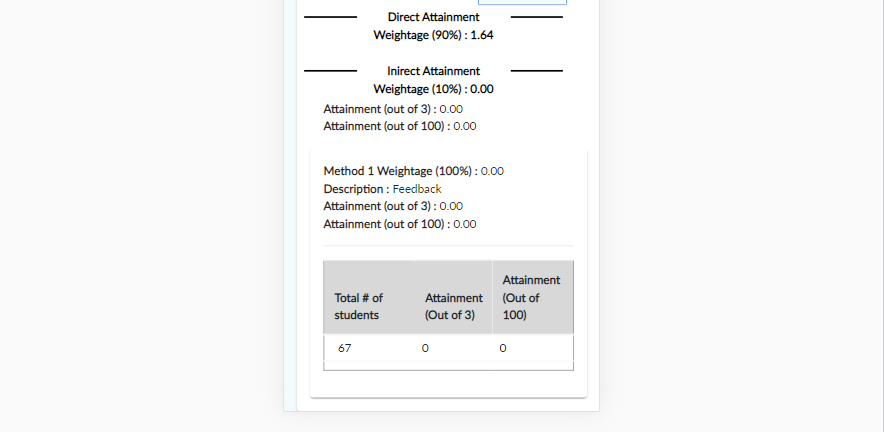 Direct Attainment
Weightage (90%) : 1.64
Inirect Attainment
Weightage (10%) : 0.00
Attainment (out of 3) : 0.00
Attainment (out of 100) : 0.00
Method 1 Weightage (100%) : 0.00
Description : Feedback
Attainment (out of 3) : 0.00
Attainment (out of 100) : 0.00
Total # of students
Attainment (Out of 3)
Attainment (Out of 100)
67 0 0